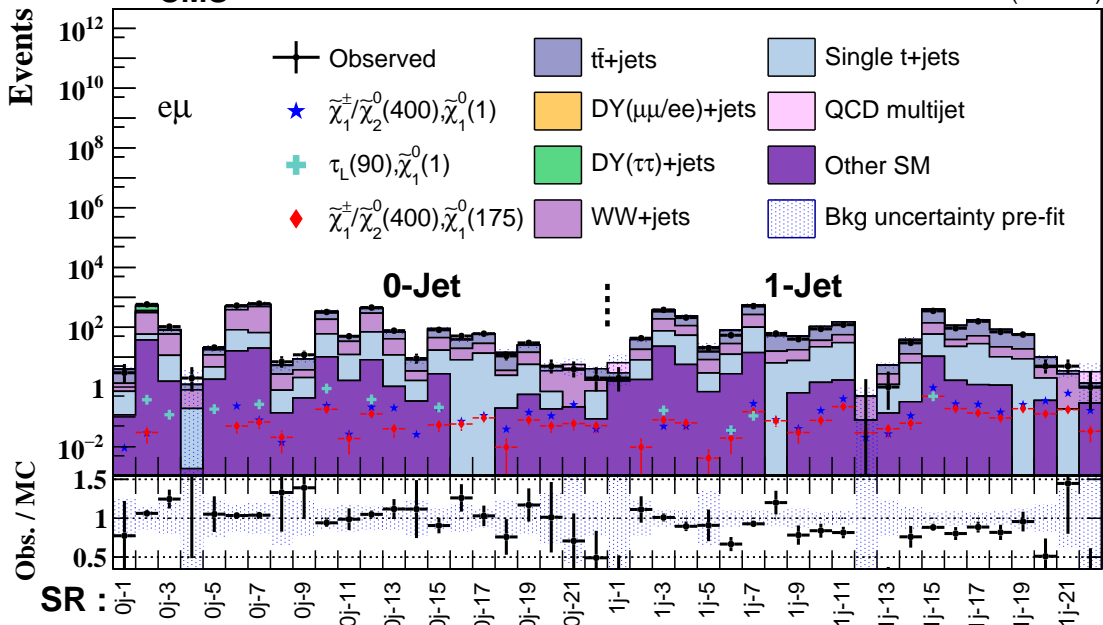 Events
10¹²
10¹⁰
10⁸
10⁶
10⁴
10²
1
10⁻²
eμ
Observed
χ̃₁^±/χ̃₂⁰(400),χ̃₁⁰(1)
τ_L(90),χ̃₁⁰(1)
χ̃₁^±/χ̃₂⁰(400),χ̃₁⁰(175)
tt̄+jets
DY(μμ/ee)+jets
DY(ττ)+jets
WW+jets
Single t+jets
QCD multijet
Other SM
Bkg uncertainty pre-fit
0-Jet
1-Jet
Obs. / MC
1.5
1
0.5
SR :
0j-1
0j-3
0j-5
0j-7
0j-9
0j-11
0j-13
0j-15
0j-17
0j-19
0j-21
1j-1
1j-3
1j-5
1j-7
1j-9
1j-11
1j-13
1j-15
1j-17
1j-19
1j-21